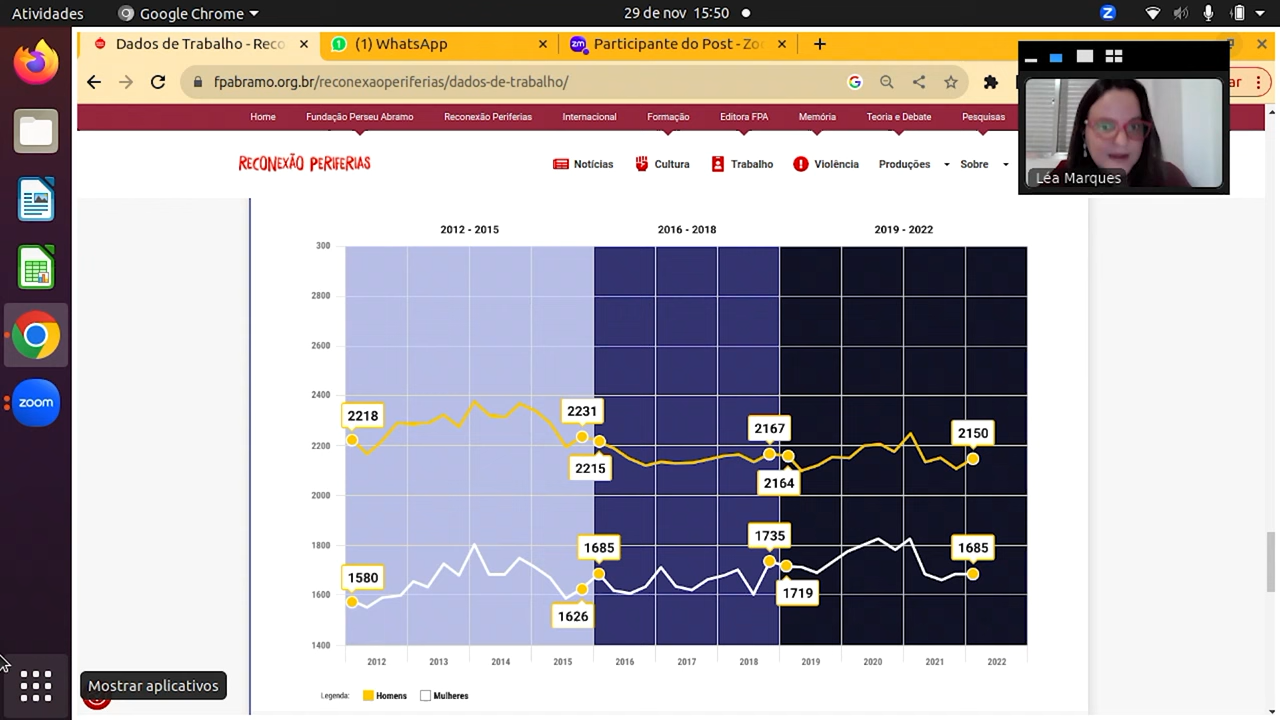 Atividades
Google Chrome
29 de nov 15:50
Dados de Trabalho - Reco
(1) WhatsApp
Participante do Post - Zoo
fpabramo.org.br/reconexaoperiferias/dados-de-trabalho/
ar
Home
Fundação Perseu Abramo
Reconexão Periferias
Internacional
Formação
Editora FPA
Memória
Teoria e Debate
Pesquisas
RECONEXÃO PERIFERIAS
Notícias
Cultura
Trabalho
Violência
Produções
Sobre
Léa Marques
2012 - 2015
2016 - 2018
2019 - 2022
300
2800
2600
2400
2200
2000
1800
1600
1400
2218
2231
2215
2167
2164
2150
1580
1626
1685
1735
1719
1685
2012
2013
2014
2015
2016
2017
2018
2019
2020
2021
2022
Legenda:
Homens
Mulheres
zoom
Mostrar aplicativos